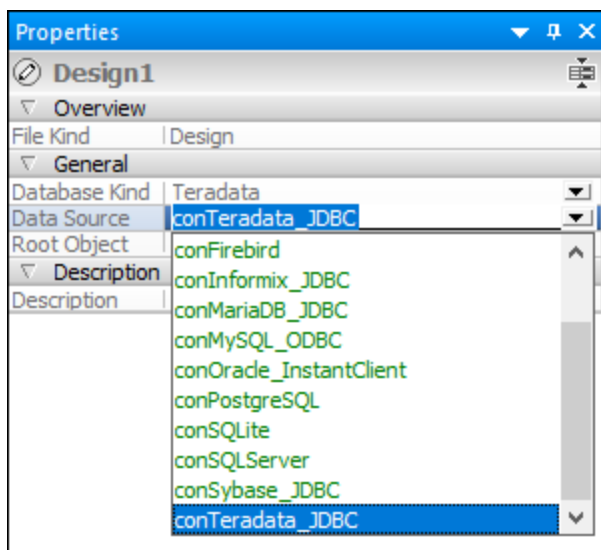 Properties
Design1
Overview
File Kind Design
General
Database Kind Teradata
Data Source conTeradata_JDBC
Root Object
conFirebird
conInformix_JDBC
Description
conMariaDB_JDBC
Description
conMySQL_ODBC
conOracle_InstantClient
conPostgreSQL
conSQLite
conSQLServer
conSybase_JDBC
conTeradata_JDBC